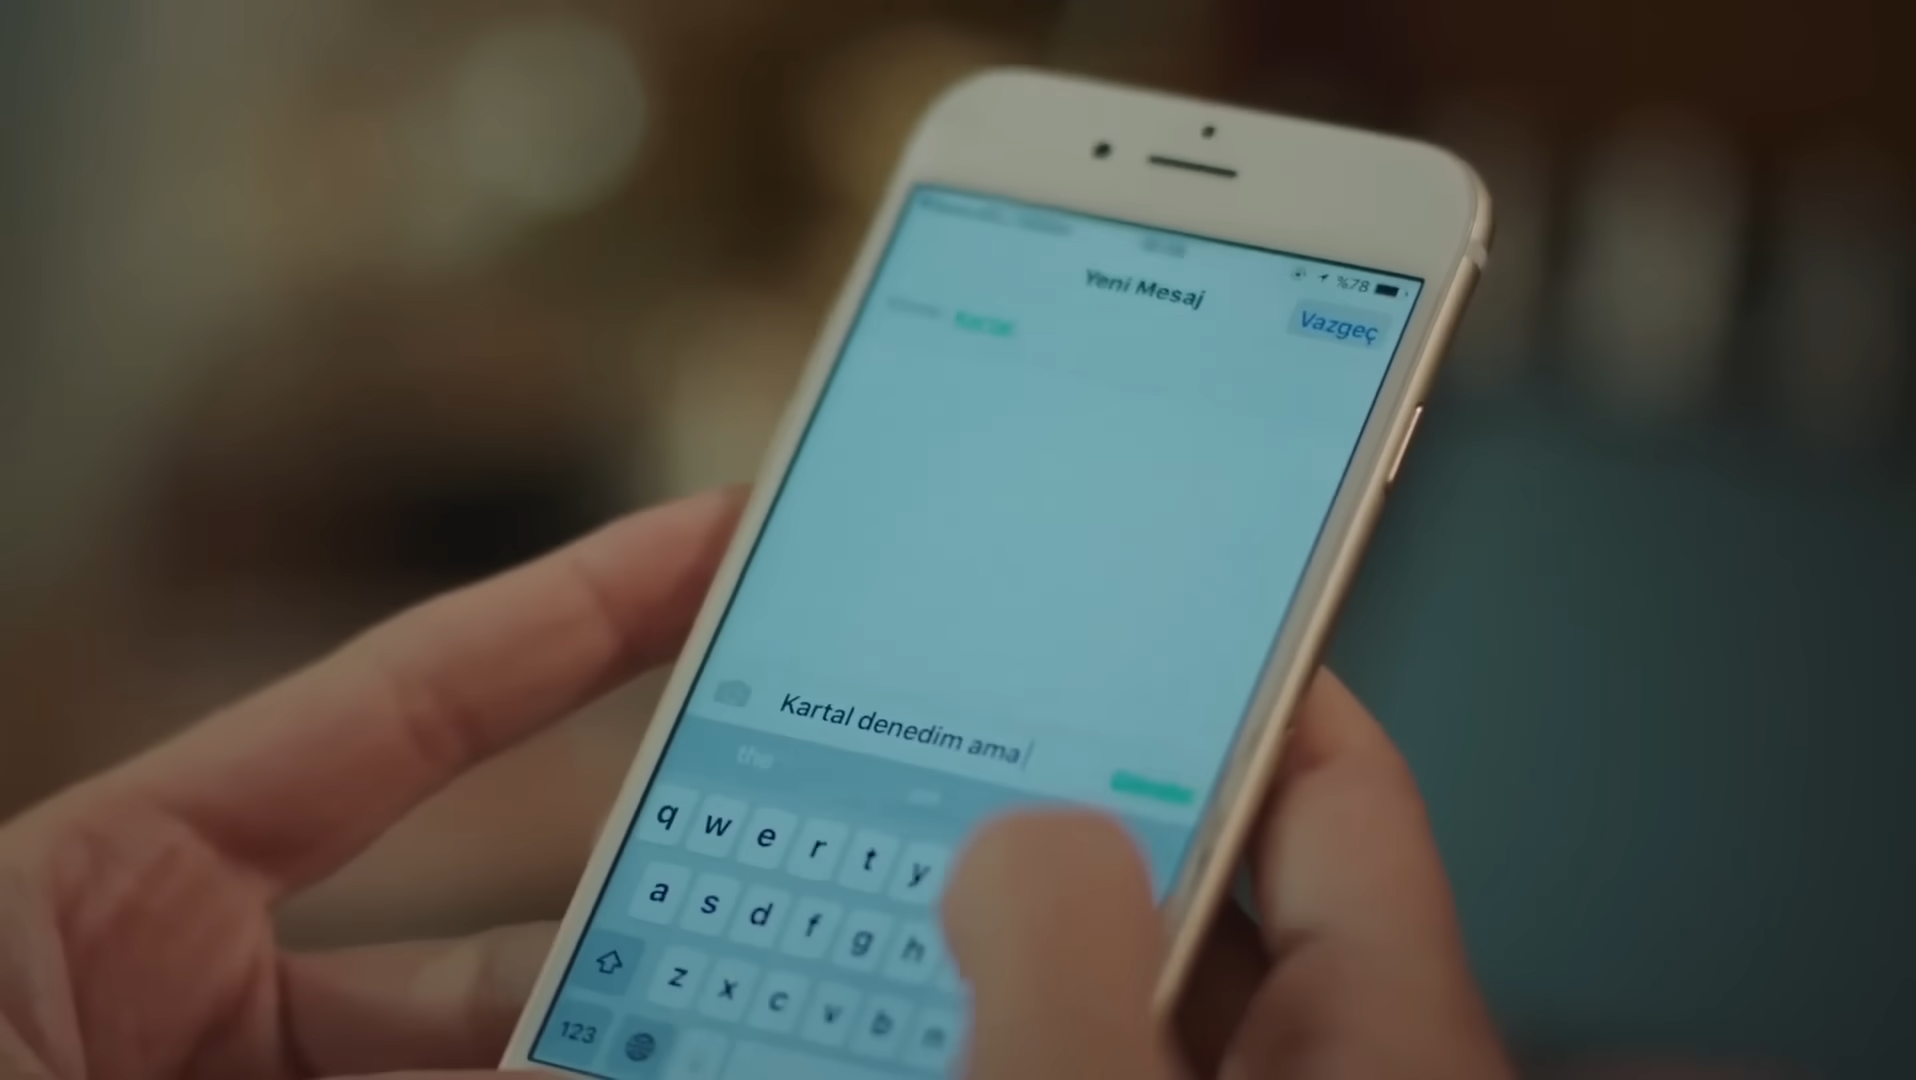 %78
Yeni Mesaj
Vazgeç
Kartal denedim ama
the
q w e r t y
a s d f g h
z x c v b m
123